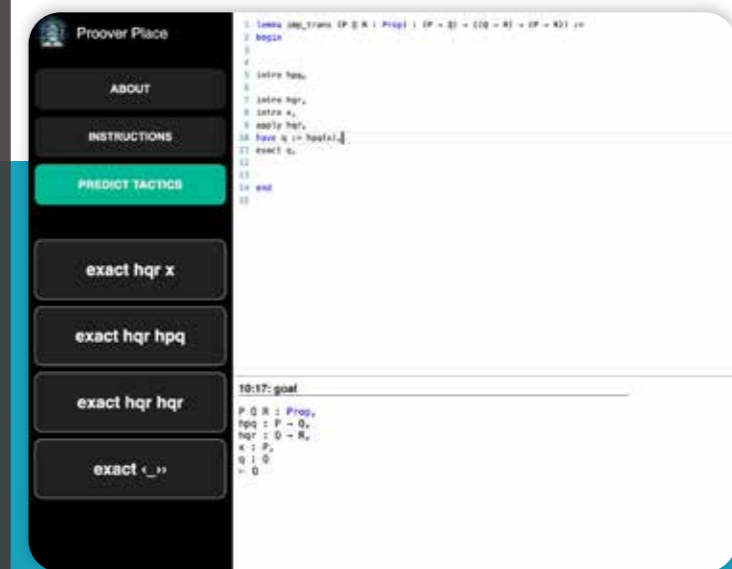 Proover Place
ABOUT
INSTRUCTIONS
PREDICT TACTICS
exact hqr x
exact hqr hpq
exact hqr hqr
exact ‹_››
1 lemma imp_trans (P Q R : Prop) : (P → Q) → ((Q → R) → (P → R)) :=
2 begin
3
4
5 intro hpq,
6
7 intro hqr,
8 intro x,
9 apply hqr,
10 have q := hpq(x),
11 exact q,
12
13
14 end
15
10:17: goal
P Q R : Prop,
hpq : P → Q,
hqr : Q → R,
x : P,
q : Q
⊢ Q